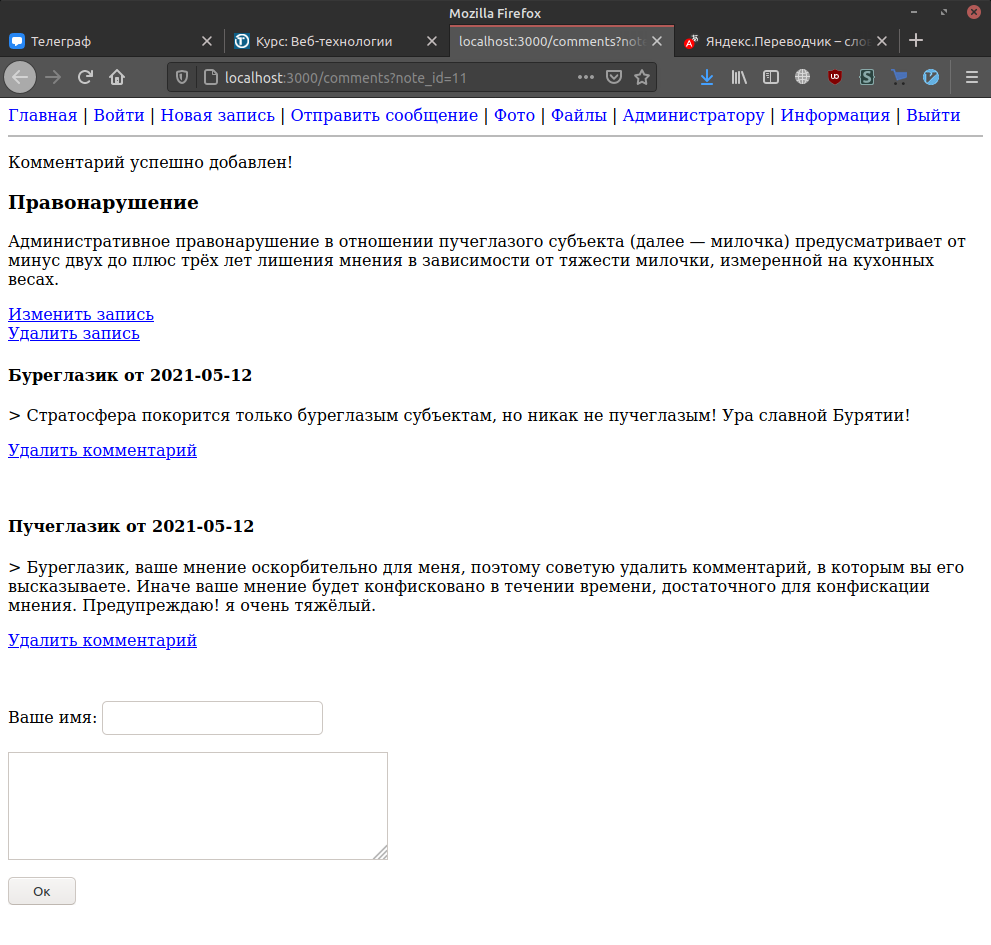 Mozilla Firefox
Телеграф
Курс: Веб-технологии
localhost:3000/comments?note
Яндекс.Переводчик – сло
localhost:3000/comments?note_id=11
Главная | Войти | Новая запись | Отправить сообщение | Фото | Файлы | Администратору | Информация | Выйти
Комментарий успешно добавлен!
Правонарушение
Административное правонарушение в отношении пучеглазого субъекта (далее — милочка) предусматривает от
минус двух до плюс трёх лет лишения мнения в зависимости от тяжести милочки, измеренной на кухонных
весах.
Изменить запись
Удалить запись
Буреглазик от 2021-05-12
> Стратосфера покорится только буреглазым субъектам, но никак не пучеглазым! Ура славной Бурятии!
Удалить комментарий
Пучеглазик от 2021-05-12
> Буреглазик, ваше мнение оскорбительно для меня, поэтому советую удалить комментарий, в котором вы его
высказываете. Иначе ваше мнение будет конфисковано в течении времени, достаточного для конфискации
мнения. Предупреждаю! я очень тяжёлый.
Удалить комментарий
Ваше имя:
Ок